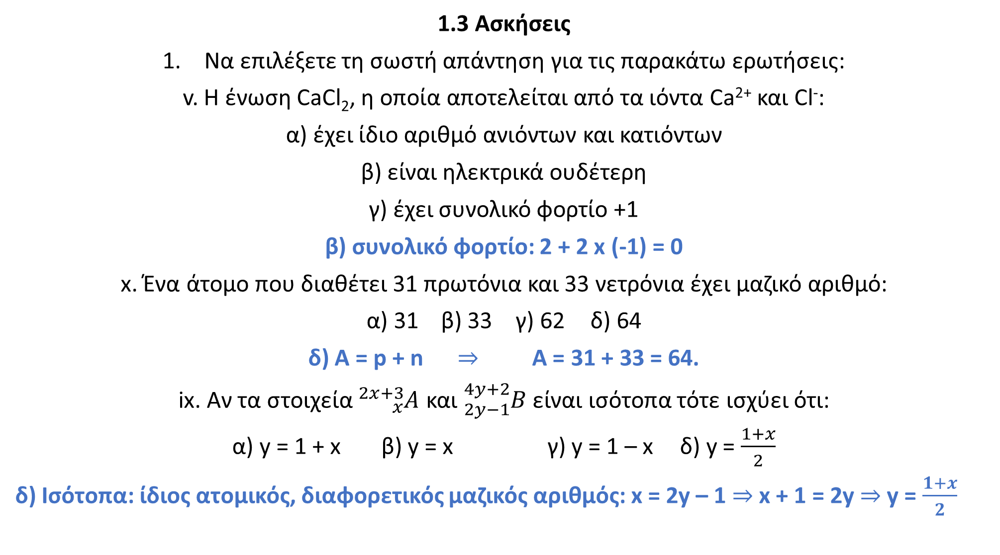 1.3 Ασκήσεις
1. Να επιλέξετε τη σωστή απάντηση για τις παρακάτω ερωτήσεις:
v. Η ένωση CaCl₂, η οποία αποτελείται από τα ιόντα Ca²⁺ και Cl⁻:
α) έχει ίδιο αριθμό ανιόντων και κατιόντων
β) είναι ηλεκτρικά ουδέτερη
γ) έχει συνολικό φορτίο +1
β) συνολικό φορτίο: 2 + 2 x (-1) = 0
x. Ένα άτομο που διαθέτει 31 πρωτόνια και 33 νετρόνια έχει μαζικό αριθμό:
α) 31 β) 33 γ) 62 δ) 64
δ) A = p + n ⇒ A = 31 + 33 = 64.
ix. Αν τα στοιχεία $^{2x+3}_{x}A$ και $^{4y+2}_{2y-1}B$ είναι ισότοπα τότε ισχύει ότι:
α) y = 1 + x β) y = x γ) y = 1 – x δ) y = $\frac{1+x}{2}$
δ) Ισότοπα: ίδιος ατομικός, διαφορετικός μαζικός αριθμός: x = 2y – 1 ⇒ x + 1 = 2y ⇒ y = $\frac{1+x}{2}$